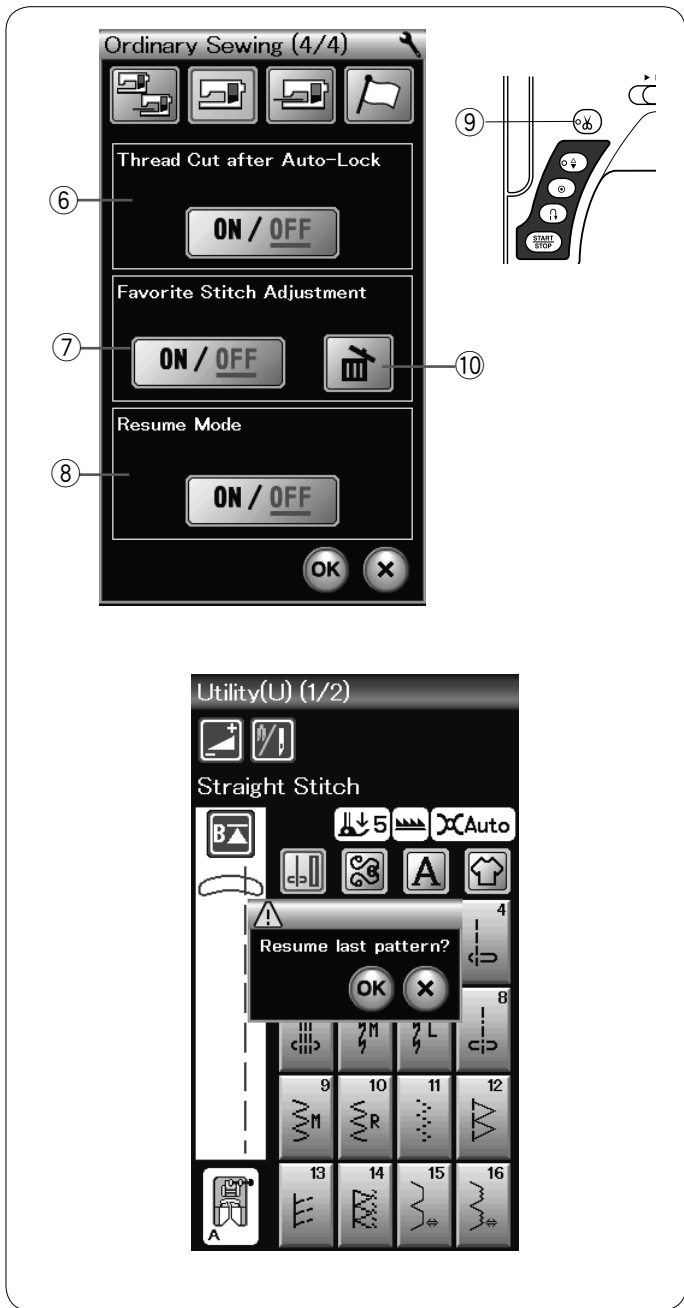 Ordinary Sewing (4/4)
⑨
Thread Cut after Auto-Lock
⑥
ON / OFF
START
STOP
Favorite Stitch Adjustment
⑦
ON / OFF
⑩
Resume Mode
⑧
ON / OFF
OK ×
Utility(U) (1/2)
Straight Stitch
B 5 Auto
A
4
Resume last pattern?
OK ×
8
M L
9 10 11 12
M R
13 14 15 16
A